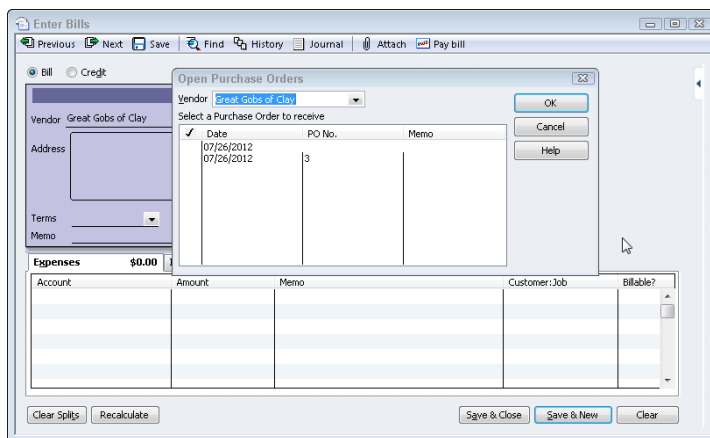 Enter Bills
Previous Next Save Find History Journal Attach Pay bill
Bill Credit
Open Purchase Orders
Vendor Great Gobs of Clay
Vendor Great Gobs of Clay
Select a Purchase Order to receive
✓ Date PO No. Memo
07/26/2012
07/26/2012 3
OK
Cancel
Help
Address
Terms
Memo
Expenses $0.00
Account Amount Memo Customer:Job Billable?
Clear Splits Recalculate Save & Close Save & New Clear